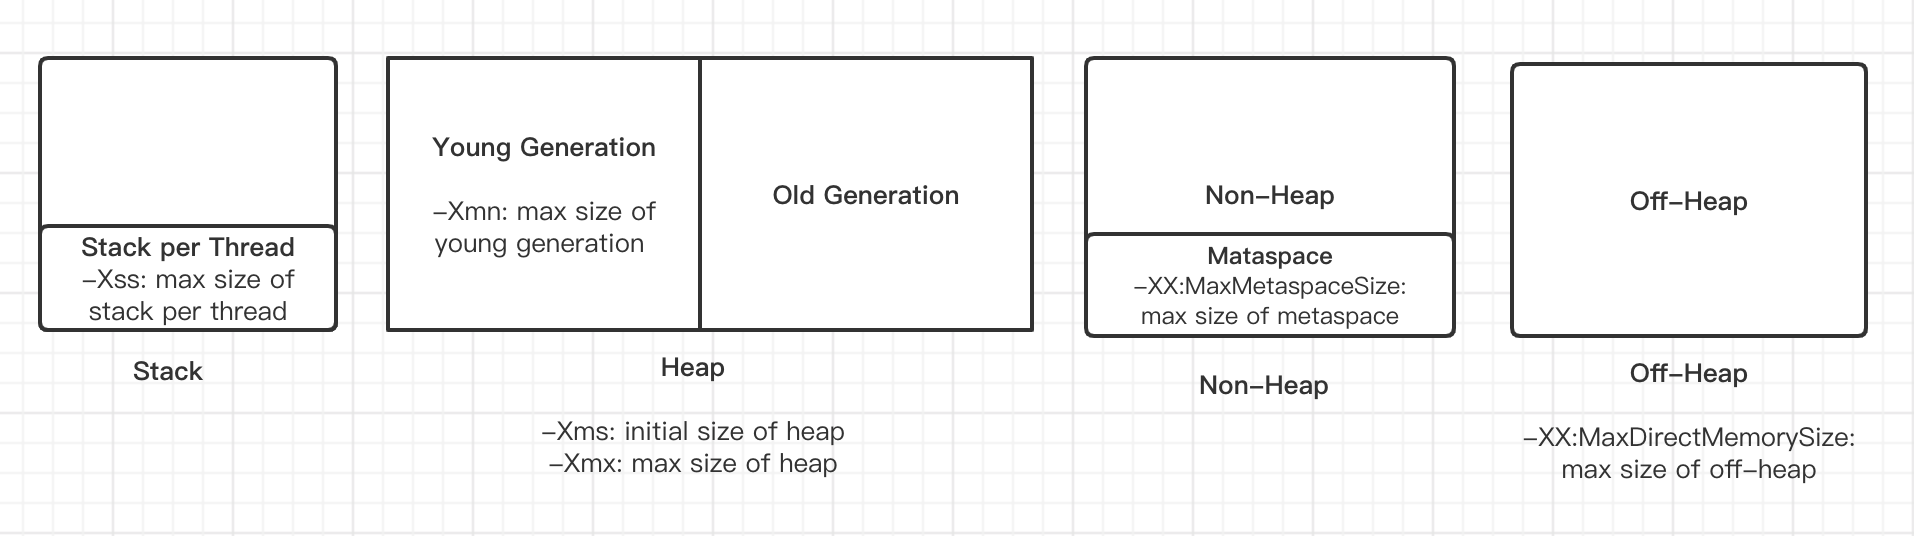 Stack per Thread
–Xss: max size of
stack per thread
Stack
Young Generation
–Xmn: max size of
young generation
Old Generation
Heap
–Xms: initial size of heap
–Xmx: max size of heap
Non–Heap
Mataspace
–XX:MaxMetaspaceSize:
max size of metaspace
Non–Heap
Off–Heap
Off–Heap
–XX:MaxDirectMemorySize:
max size of off–heap